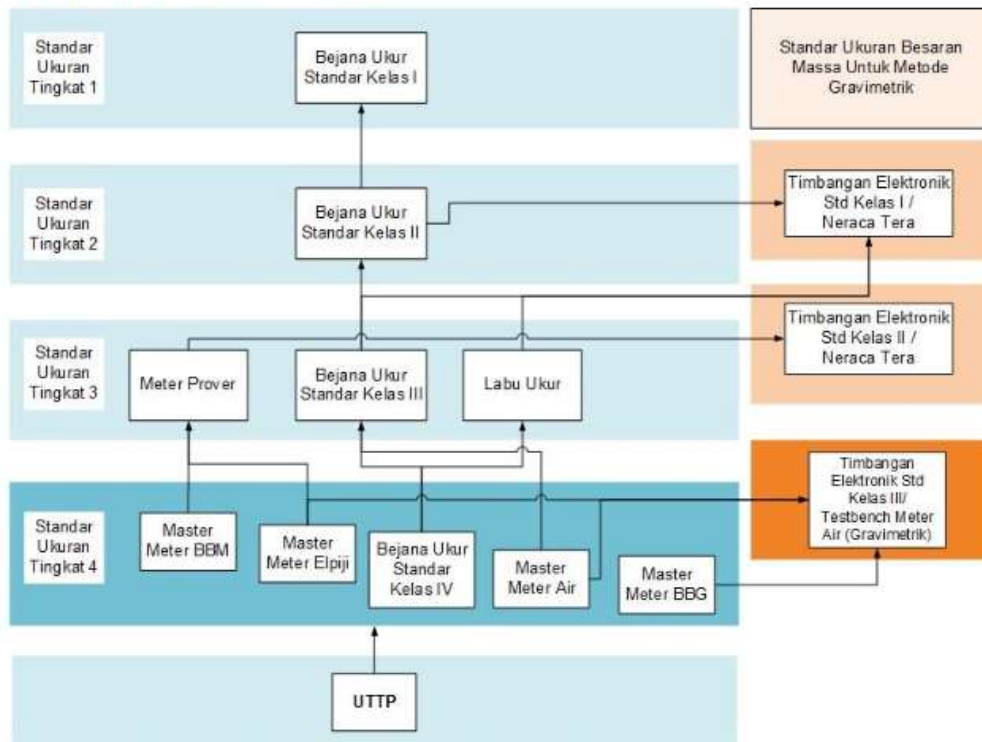 Standar
Ukuran
Tingkat 1
Bejana Ukur
Standar Kelas I
Standar Ukuran Besaran
Massa Untuk Metode
Gravimetrik
Standar
Ukuran
Tingkat 2
Bejana Ukur
Standar Kelas II
Timbangan Elektronik
Std Kelas I /
Neraca Tera
Standar
Ukuran
Tingkat 3
Meter Prover
Bejana Ukur
Standar Kelas III
Labu Ukur
Timbangan Elektronik
Std Kelas II /
Neraca Tera
Standar
Ukuran
Tingkat 4
Master
Meter BBM
Master
Meter Elpiji
Bejana Ukur
Standar
Kelas IV
Master
Meter Air
Master
Meter BBG
Timbangan
Elektronik Std
Kelas III/
Testbench Meter
Air (Gravimetrik)
UTTP